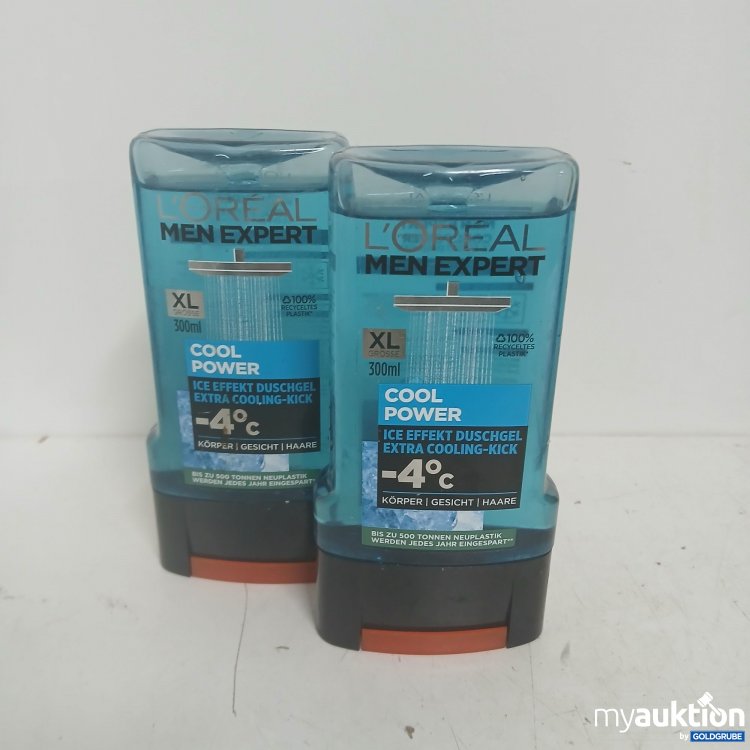 L'ORÉAL
MEN EXPERT
XL
GROSSE
300ml
100%
RECYCELTES
PLASTIK*
COOL
POWER
ICE EFFEKT DUSCHGEL
EXTRA COOLING-KICK
-4°C
KÖRPER | GESICHT | HAARE
BIS ZU 500 TONNEN NEUPLASTIK
WERDEN JEDES JAHR EINGESPART**
L'ORÉAL
MEN EXPERT
XL
GROSSE
300ml
100%
RECYCELTES
PLASTIK*
COOL
POWER
ICE EFFEKT DUSCHGEL
EXTRA COOLING-KICK
-4°C
KÖRPER | GESICHT | HAARE
BIS ZU 500 TONNEN NEUPLASTIK
WERDEN JEDES JAHR EINGESPART**
myauktion
by GOLDGRUBE